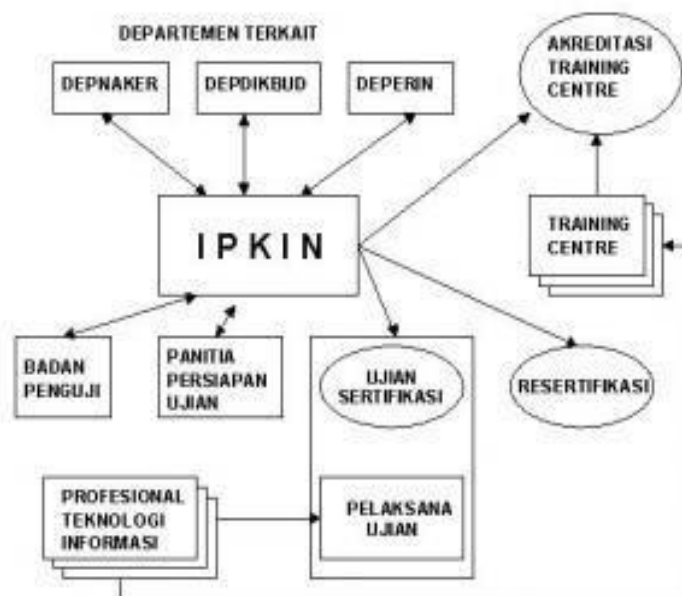 DEPARTEMEN TERKAIT
DEPNAKER
DEPDIKBUD
DEPERIN
AKREDITASI
TRAINING
CENTRE
IPKIN
TRAINING
CENTRE
BADAN
PENGUJI
PANITIA
PERSIAPAN
UJIAN
UJIAN
SERTIFIKASI
RESERTIFIKASI
PROFESIONAL
TEKNOLOGI
INFORMASI
PELAKSANA
UJIAN